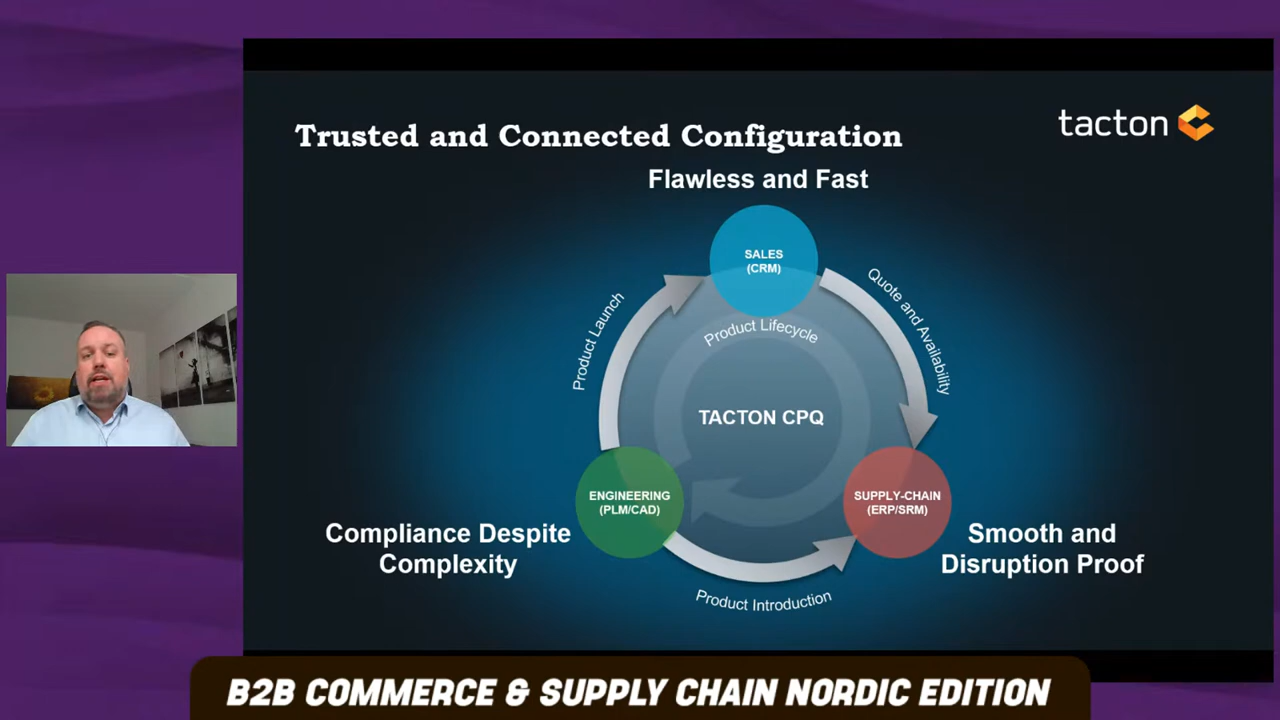 Trusted and Connected Configuration
tacton
Flawless and Fast
SALES
(CRM)
Product Launch
Quote and Availability
Product Lifecycle
TACTON CPQ
ENGINEERING
(PLM/CAD)
SUPPLY-CHAIN
(ERP/SRM)
Compliance Despite
Complexity
Smooth and
Disruption Proof
Product Introduction
B2B COMMERCE & SUPPLY CHAIN NORDIC EDITION